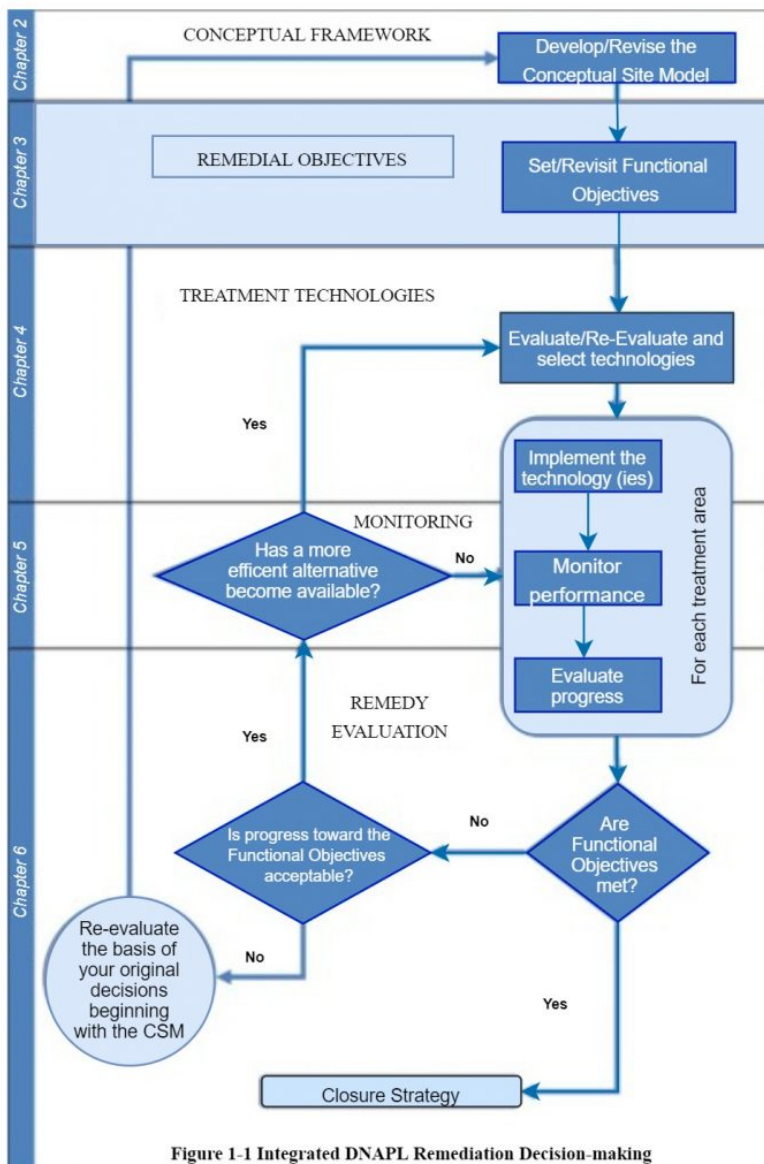 Chapter 2
CONCEPTUAL FRAMEWORK
Develop/Revise the
Conceptual Site Model
Chapter 3
REMEDIAL OBJECTIVES
Set/Revisit Functional
Objectives
Chapter 4
TREATMENT TECHNOLOGIES
Evaluate/Re-Evaluate and
select technologies
Yes
Implement the
technology (ies)
Chapter 5
MONITORING
Has a more
efficent alternative
become available?
No
Monitor
performance
For each treatment area
Evaluate
progress
Chapter 6
REMEDY
EVALUATION
Yes
Is progress toward the
Functional Objectives
acceptable?
No
Are
Functional
Objectives
met?
Re-evaluate
the basis of
your original
decisions
beginning
with the CSM
No
Yes
Closure Strategy
Figure 1-1 Integrated DNAPL Remediation Decision-making